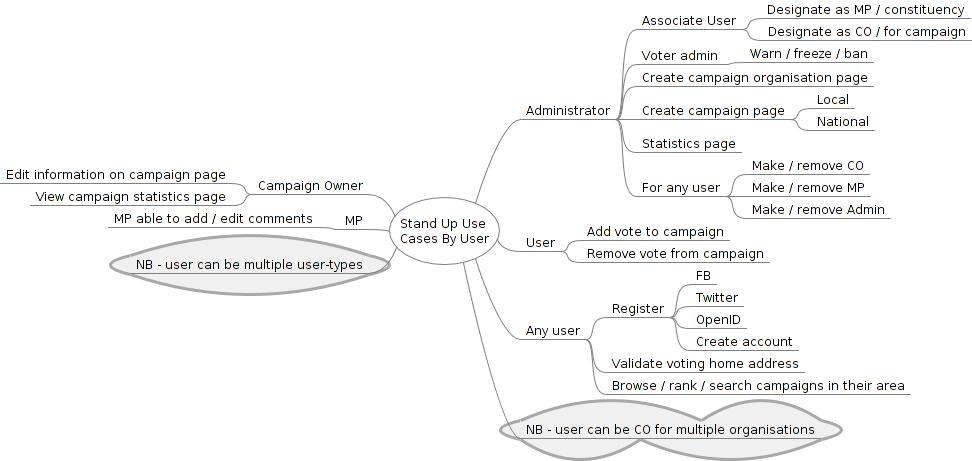 Stand Up Use
Cases By User
Administrator
Associate User
Designate as MP / constituency
Designate as CO / for campaign
Voter admin
Warn / freeze / ban
Create campaign organisation page
Create campaign page
Local
National
Statistics page
For any user
Make / remove CO
Make / remove MP
Make / remove Admin
User
Add vote to campaign
Remove vote from campaign
Any user
Register
FB
Twitter
OpenID
Create account
Validate voting home address
Browse / rank / search campaigns in their area
NB - user can be CO for multiple organisations
Campaign Owner
Edit information on campaign page
View campaign statistics page
MP
MP able to add / edit comments
NB - user can be multiple user-types